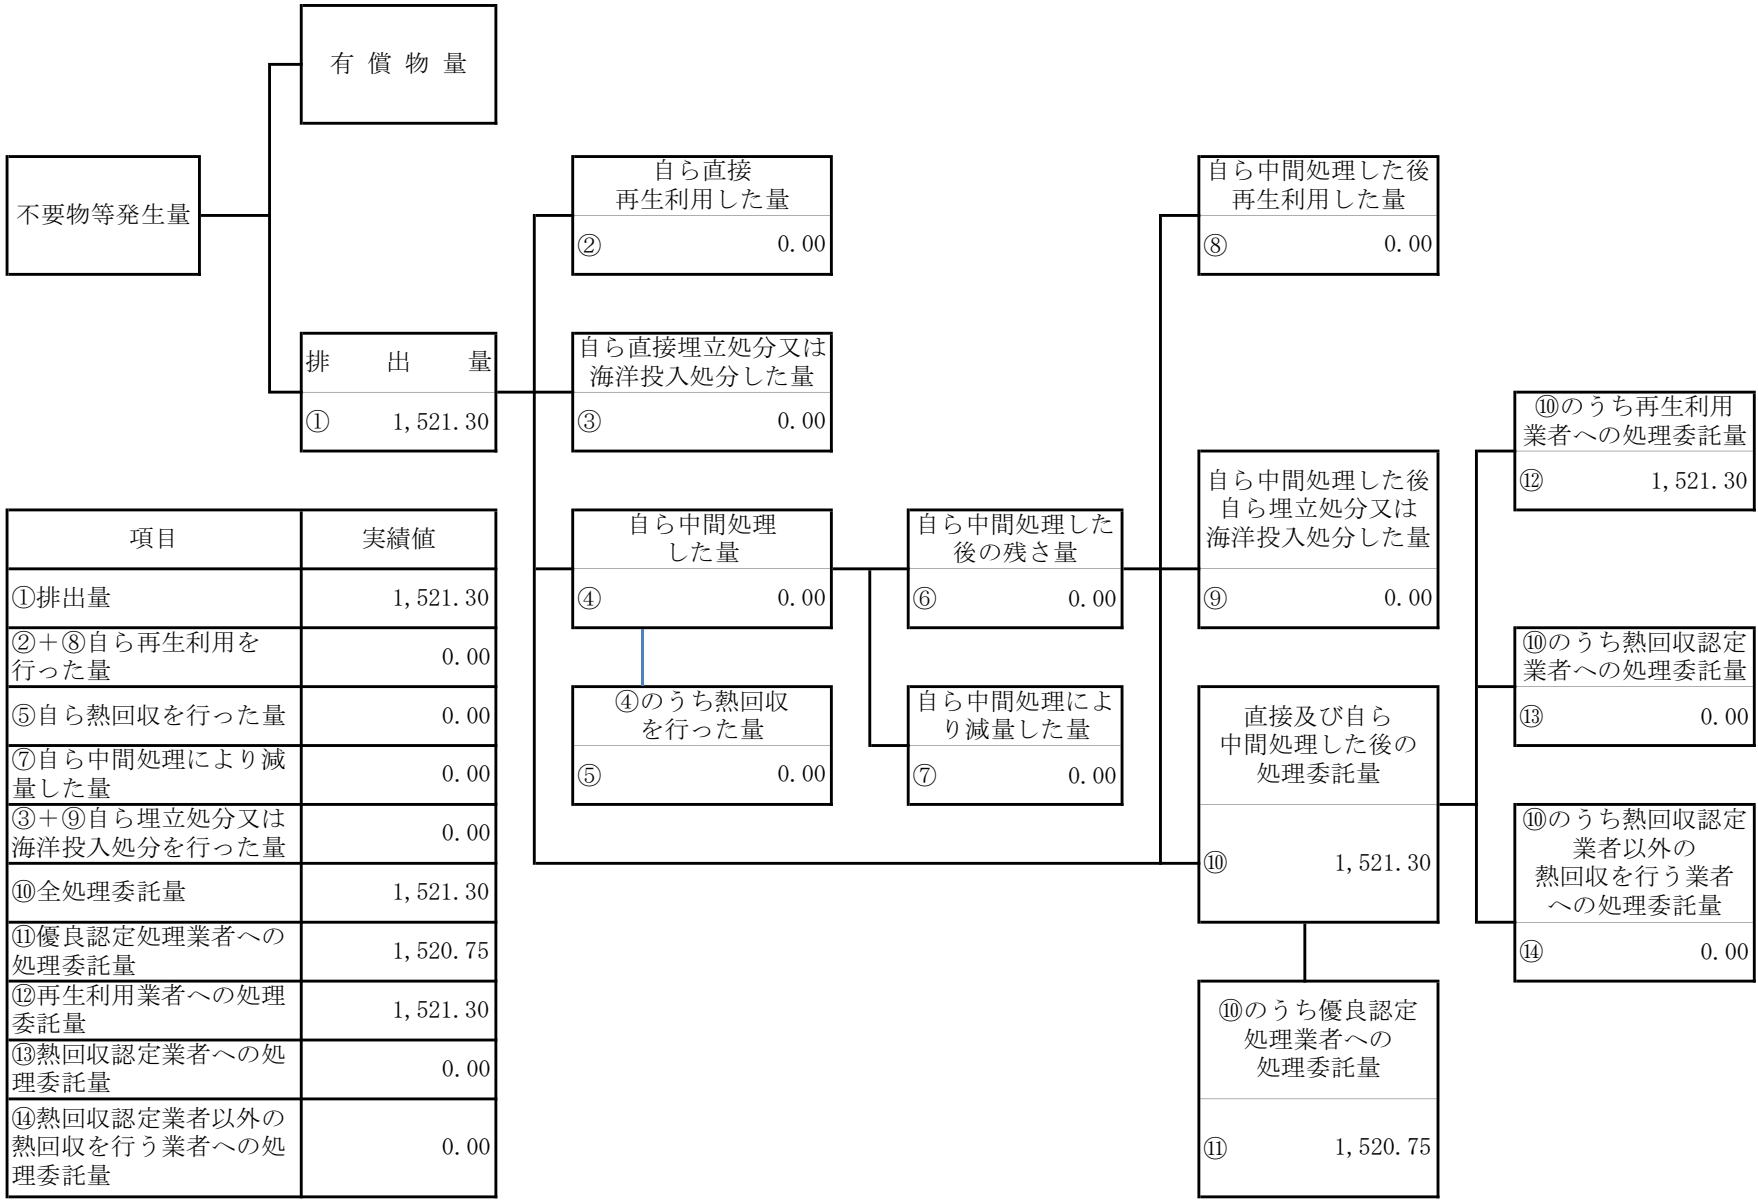 有 償 物 量
不要物等発生量
自ら直接
再生利用した量
② 0.00
自ら中間処理した後
再生利用した量
⑧ 0.00
排 出 量
① 1,521.30
自ら直接埋立処分又は
海洋投入処分した量
③ 0.00
⑩のうち再生利用
業者への処理委託量
⑫ 1,521.30
自ら中間処理した後
自ら埋立処分又は
海洋投入処分した量
⑨ 0.00
自ら中間処理
した量
④ 0.00
自ら中間処理した
後の残さ量
⑥ 0.00
⑩のうち熱回収認定
業者への処理委託量
⑬ 0.00
④のうち熱回収
を行った量
⑤ 0.00
自ら中間処理によ
り減量した量
⑦ 0.00
直接及び自ら
中間処理した後の
処理委託量
⑩ 1,521.30
⑩のうち熱回収認定
業者以外の
熱回収を行う業者
への処理委託量
⑭ 0.00
⑩のうち優良認定
処理業者への
処理委託量
⑪ 1,520.75
項目 実績値
①排出量 1,521.30
②＋⑧自ら再生利用を
行った量 0.00
⑤自ら熱回収を行った量 0.00
⑦自ら中間処理により減
量した量 0.00
③＋⑨自ら埋立処分又は
海洋投入処分を行った量 0.00
⑩全処理委託量 1,521.30
⑪優良認定処理業者への
処理委託量 1,520.75
⑫再生利用業者への処理
委託量 1,521.30
⑬熱回収認定業者への処
理委託量 0.00
⑭熱回収認定業者以外の
熱回収を行う業者への処
理委託量 0.00